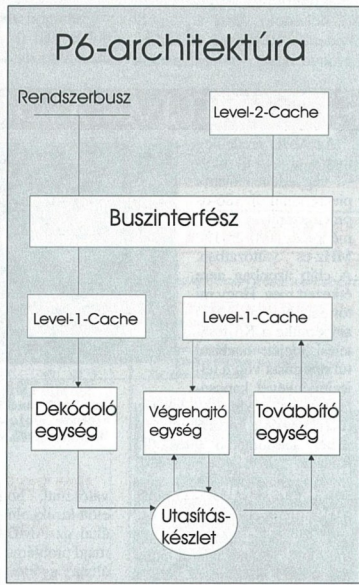 P6-architektúra
Rendszerbusz
Level-2-Cache
Buszinterfész
Level-1-Cache
Level-1-Cache
Dekódoló
egység
Végrehajtó
egység
Továbbító
egység
Utasítás-
készlet